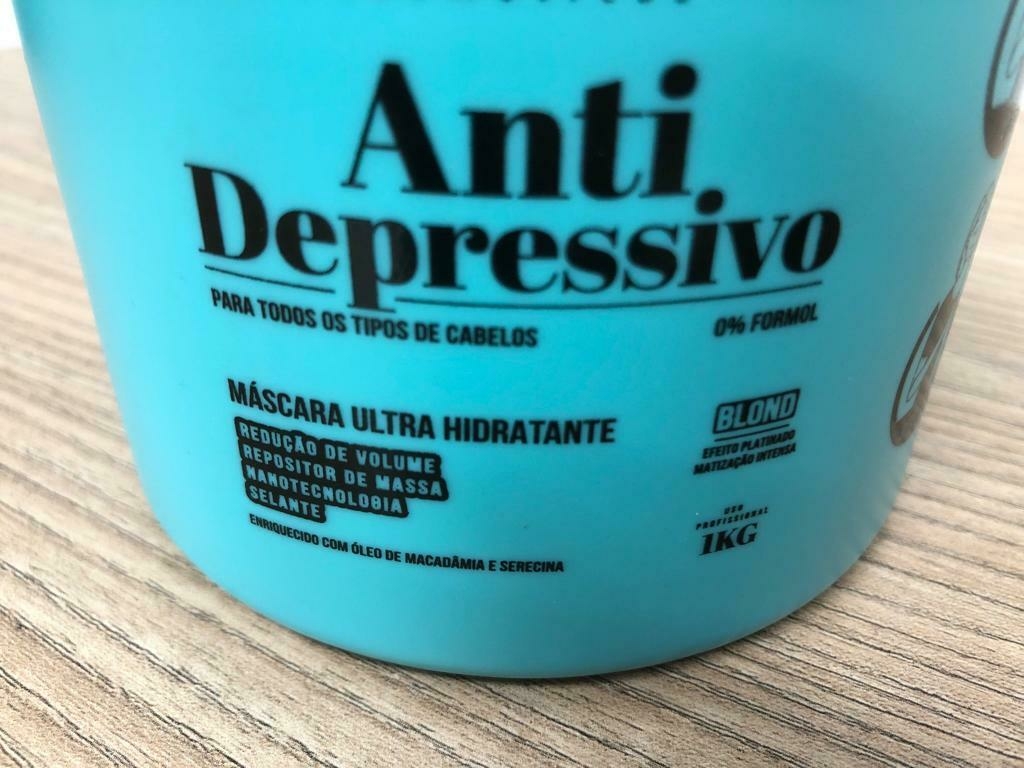 Anti
Depressivo
PARA TODOS OS TIPOS DE CABELOS
0% FORMOL
MÁSCARA ULTRA HIDRATANTE
REDUÇÃO DE VOLUME
REPOSITOR DE MASSA
NANOTECNOLOGIA
SELANTE
ENRIQUECIDO COM ÓLEO DE MACADÂMIA E SERECINA
BLOND
EFEITO PLATINADO
MATIZAÇÃO INTENSA
USO
PROFISSIONAL
1KG